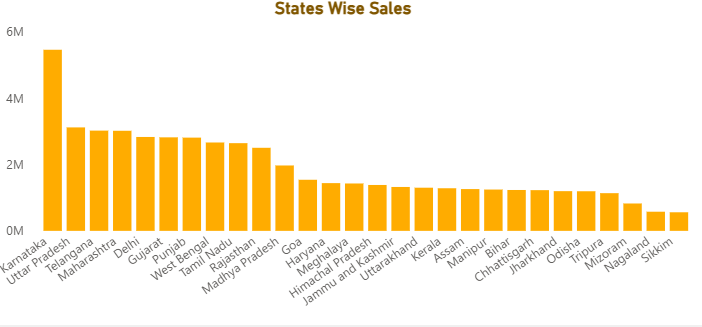 States Wise Sales
6M
4M
2M
0M
Karnataka
Uttar Pradesh
Telangana
Maharashtra
Delhi
Gujarat
Punjab
West Bengal
Tamil Nadu
Rajasthan
Madhya Pradesh
Goa
Haryana
Meghalaya
Himachal Pradesh
Jammu and Kashmir
Uttarakhand
Kerala
Assam
Manipur
Bihar
Chhattisgarh
Jharkhand
Odisha
Tripura
Mizoram
Nagaland
Sikkim